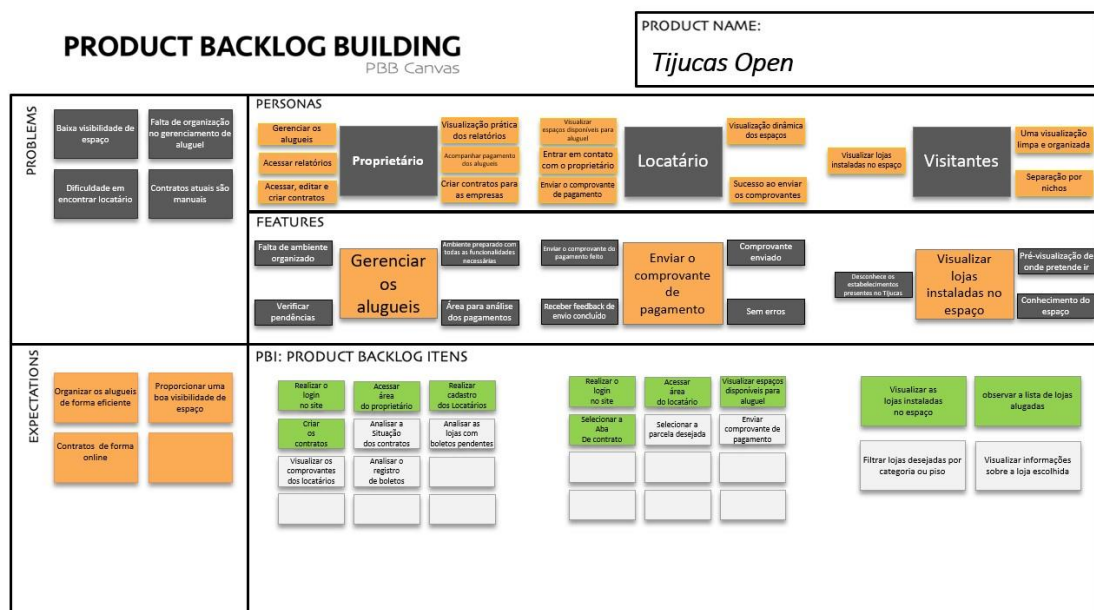 PRODUCT BACKLOG BUILDING
PBB Canvas
PRODUCT NAME:
Tijucas Open
PROBLEMS
Baixa visibilidade de
espaço
Falta de organização
no gerenciamento de
aluguel
Dificuldade em
encontrar locatário
Contratos atuais são
manuais
PERSONAS
Gerenciar os
alugueis
Acessar relatórios
Acessar, editar e
criar contratos
Proprietário
Visualização prática
dos relatórios
Acompanhar pagamento
dos alugueis
Criar contratos para
as empresas
Visualizar
espaços disponíveis para
aluguel
Entrar em contato
com o proprietário
Enviar o comprovante
de pagamento
Locatário
Visualização dinâmica
dos espaços
Sucesso ao enviar
os comprovantes
Visualizar lojas
instaladas no espaço
Visitantes
Uma visualização
limpa e organizada
Separação por
nichos
FEATURES
Falta de ambiente
organizado
Verificar
pendências
Gerenciar
os
alugueis
Ambiente preparado com
todas as funcionalidades
necessárias
Área para análise
dos pagamentos
Enviar o comprovante do
pagamento feito
Receber feedback de
envio concluído
Enviar o
comprovante
de
pagamento
Comprovante
enviado
Sem erros
Desconhece os
estabelecimentos
presentes no Tijucas
Visualizar
lojas
instaladas no
espaço
Pré-visualização de
onde pretende ir
Conhecimento do
espaço
EXPECTATIONS
Organizar os alugueis
de forma eficiente
Proporcionar uma
boa visibilidade de
espaço
Contratos de forma
online
PBI: PRODUCT BACKLOG ITENS
Realizar o
login
no site
Acessar
área
do proprietário
Realizar
cadastro
dos Locatários
Criar
os
contratos
Analisar a
Situação
dos contratos
Analisar as
lojas com
boletos pendentes
Visualizar os
comprovantes
dos locatários
Analisar o
registro
de boletos
Realizar o
login
no site
Acessar
área
do locatário
Visualizar espaços
disponíveis para
aluguel
Selecionar a
Aba
De contrato
Selecionar a
parcela desejada
Enviar
comprovante de
pagamento
Visualizar as
lojas instaladas
no espaço
observar a lista de lojas
alugadas
Filtrar lojas desejadas por
categoria ou piso
Visualizar informações
sobre a loja escolhida